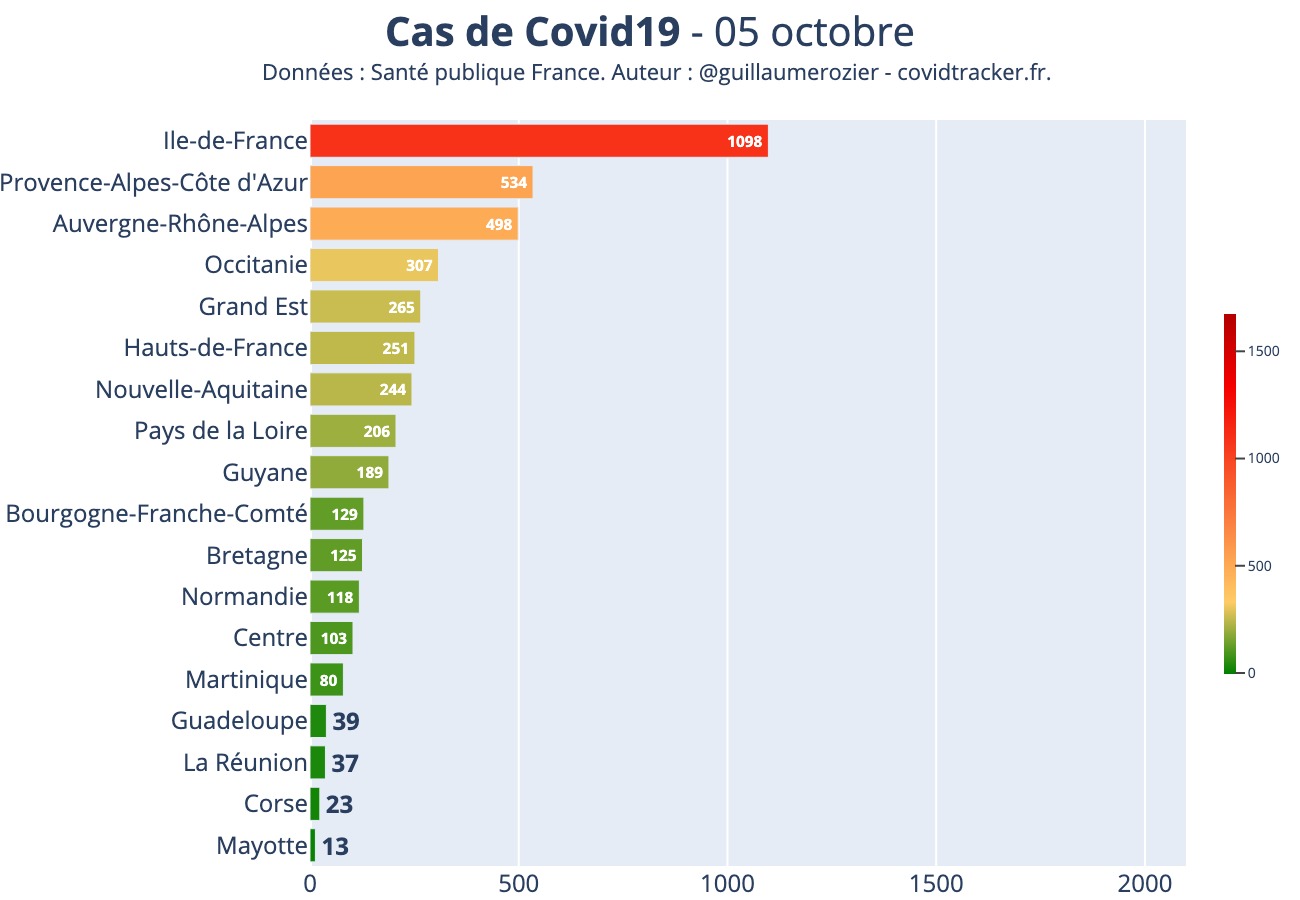 Cas de Covid19 - 05 octobre
Données : Santé publique France. Auteur : @guillaumerozier - covidtracker.fr.
Ile-de-France 1098
Provence-Alpes-Côte d'Azur 534
Auvergne-Rhône-Alpes 498
Occitanie 307
Grand Est 265
Hauts-de-France 251
Nouvelle-Aquitaine 244
Pays de la Loire 206
Guyane 189
Bourgogne-Franche-Comté 129
Bretagne 125
Normandie 118
Centre 103
Martinique 80
Guadeloupe 39
La Réunion 37
Corse 23
Mayotte 13
0 500 1000 1500 2000
1500
1000
500
0